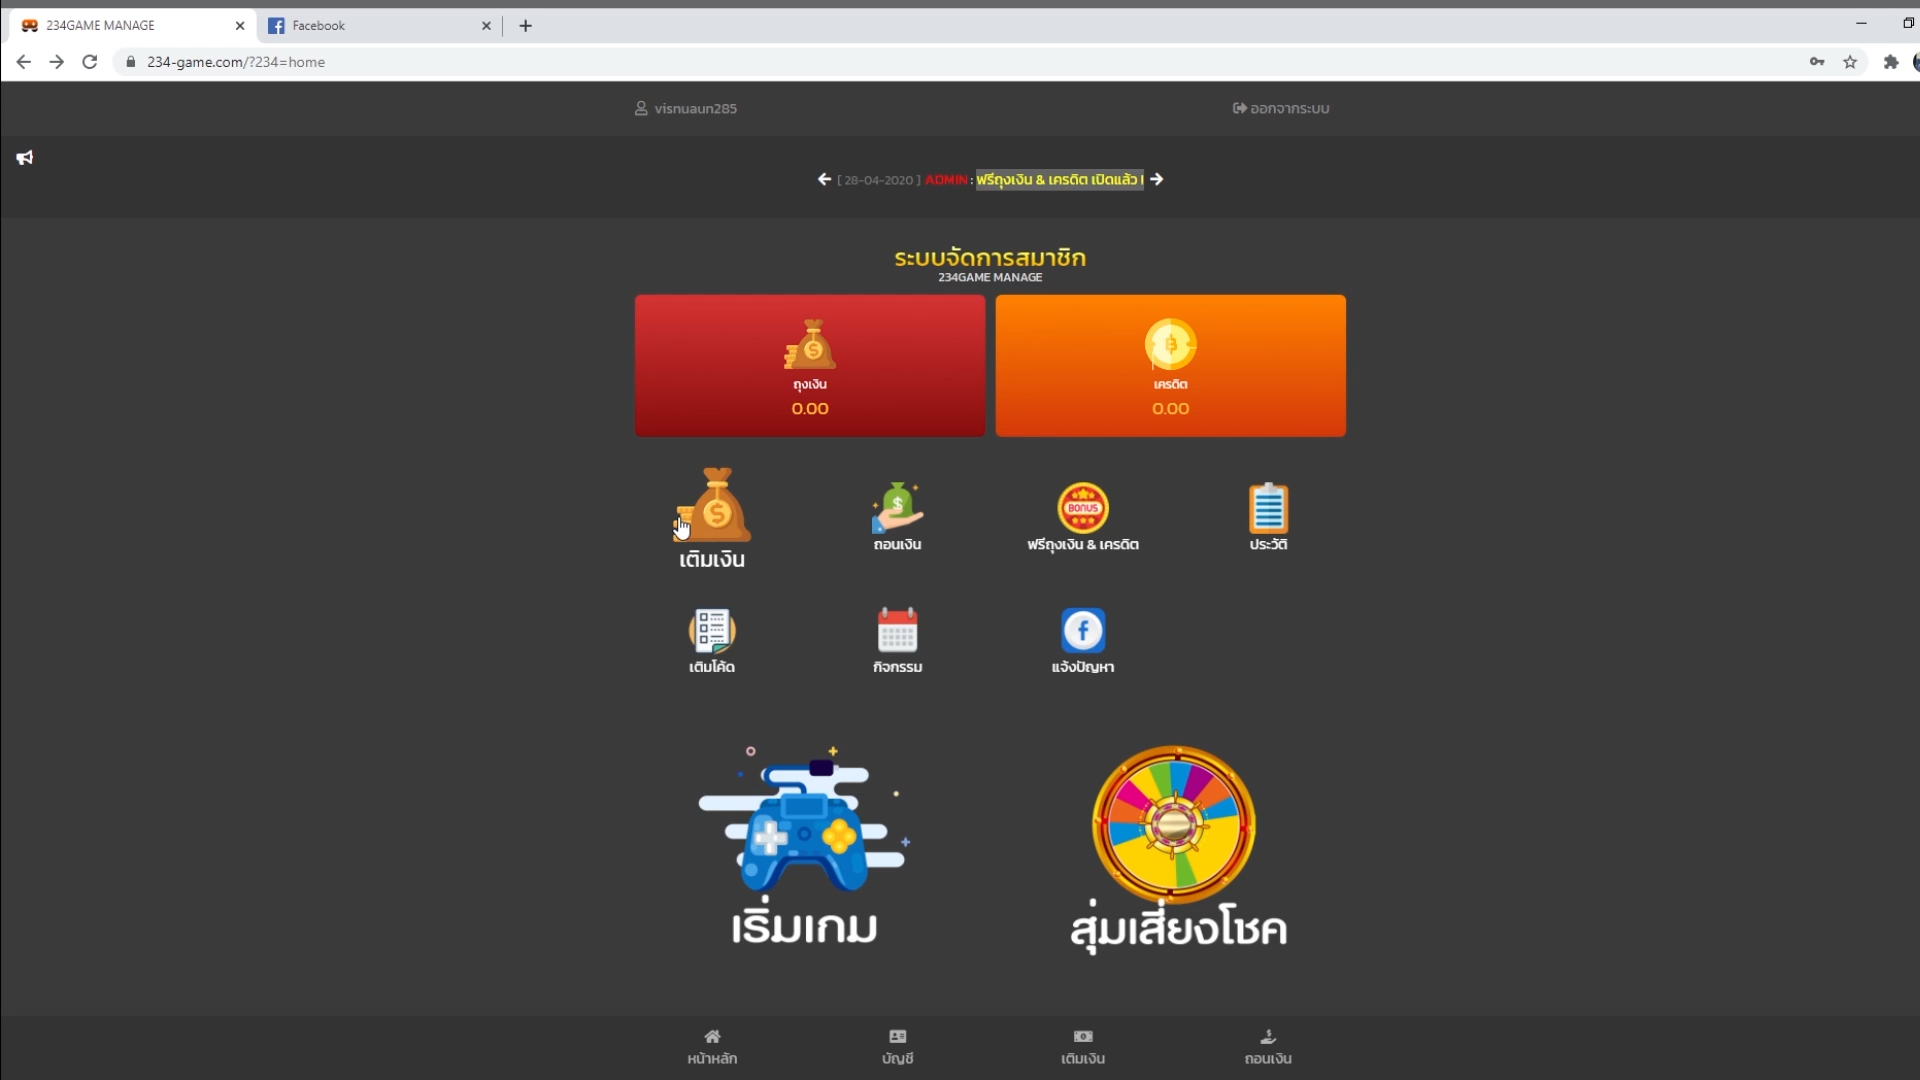 234GAME MANAGE
Facebook
234-game.com/?234=home
visnuaun285
ออกจากระบบ
[ 28-04-2020 ] ADMIN : ฟรีถุงเงิน & เครดิต เปิดแล้ว !
ระบบจัดการสมาชิก
234GAME MANAGE
ถุงเงิน
0.00
เครดิต
0.00
เติมเงิน
ถอนเงิน
BONUS
ฟรีถุงเงิน & เครดิต
ประวัติ
เติมโค้ด
กิจกรรม
แจ้งปัญหา
เริ่มเกม
สุ่มเสี่ยงโชค
หน้าหลัก
บัญชี
เติมเงิน
ถอนเงิน